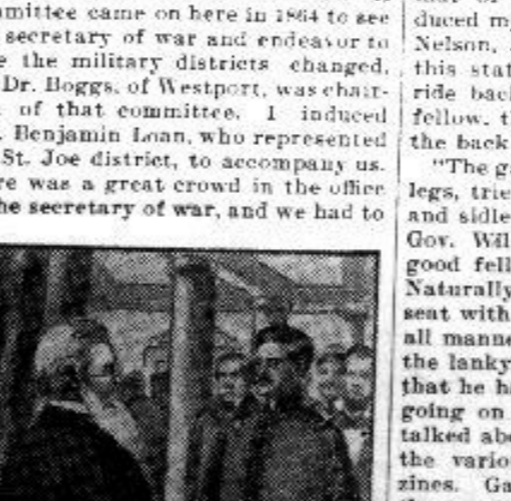 mmittee came on here in 1864 to see
secretary of war and endeavor to
e the military districts changed.
Dr. Boggs, of Westport, was chair-
of that committee. I induced
. Benjamin Loan, who represented
St. Joe district, to accompany us.
re was a great crowd in the office
he secretary of war, and we had to
duced m
Nelson,
this stat
ride bac
fellow, th
the back
"The g
legs, trie
and sidle
Gov. Wil
good fell
Naturally
seat with
all manne
the lanky
that he h
going on
talked abo
the vario
zines. Ga